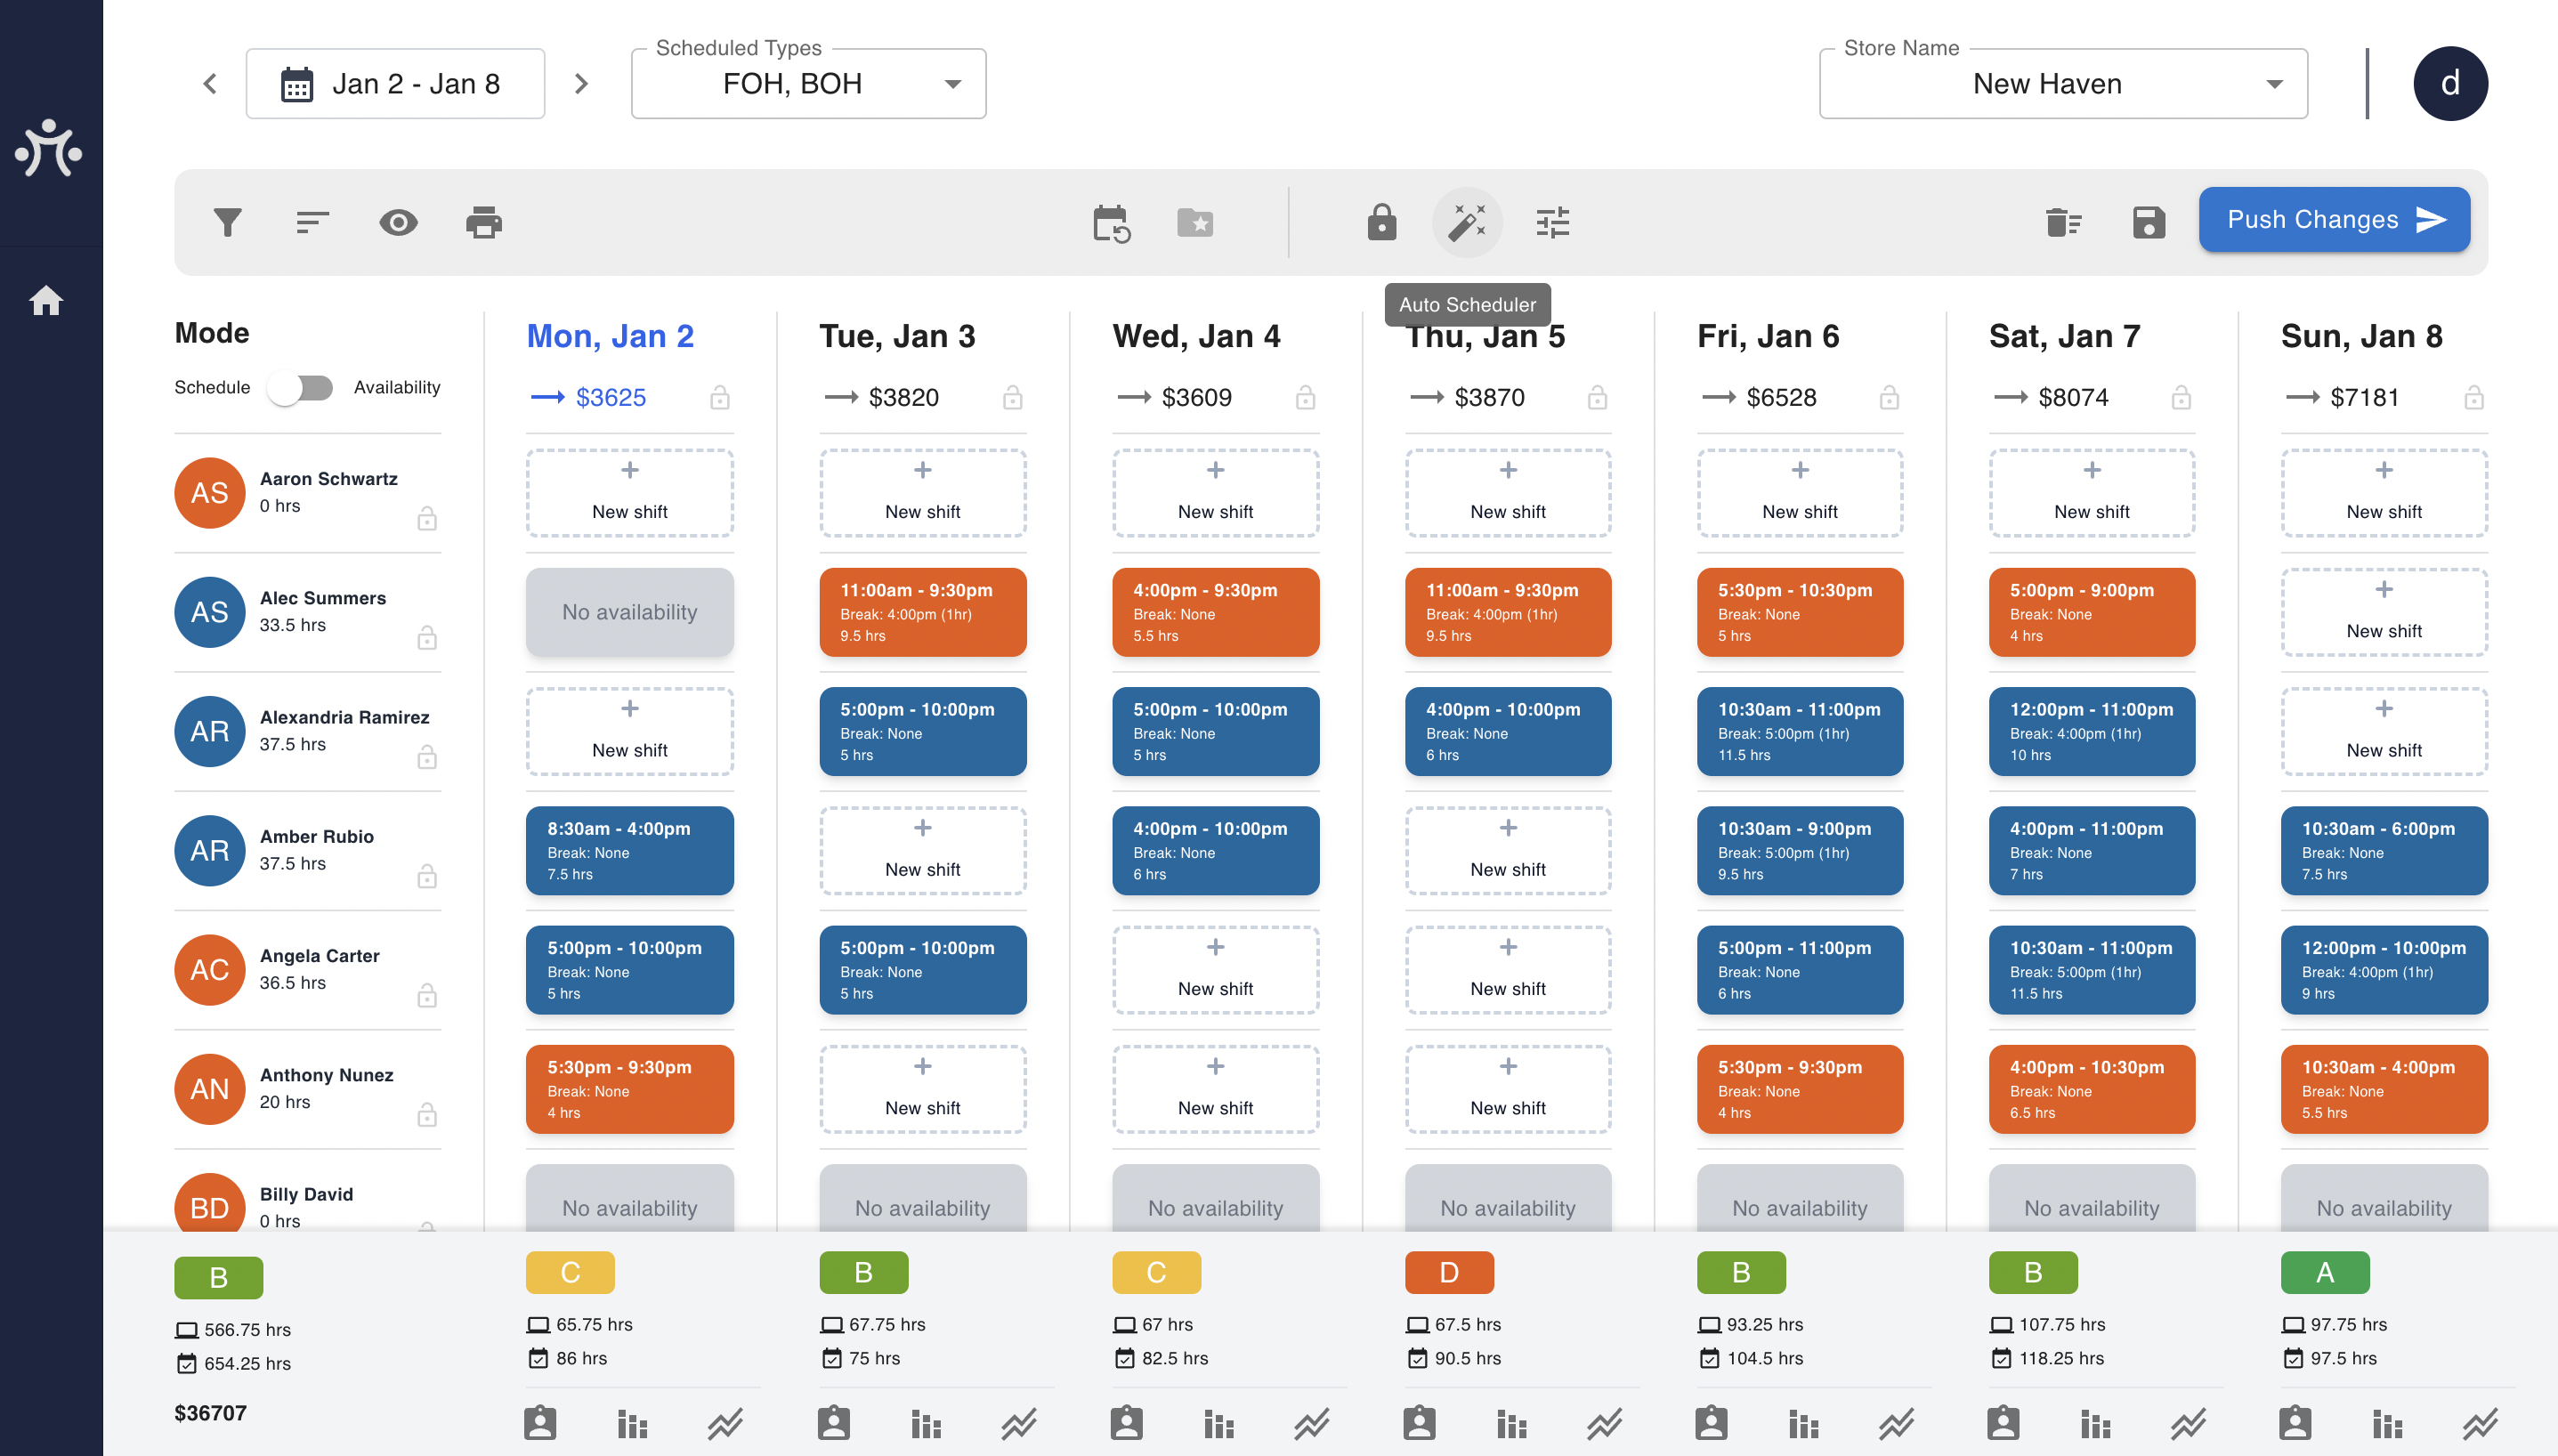 Scheduled Types
Store Name
Jan 2 - Jan 8
FOH, BOH
New Haven
d
Push Changes
Auto Scheduler
Mode
Mon, Jan 2
Tue, Jan 3
Wed, Jan 4
Thu, Jan 5
Fri, Jan 6
Sat, Jan 7
Sun, Jan 8
Schedule
Availability
$3625
$3820
$3609
$3870
$6528
$8074
$7181
AS
Aaron Schwartz
0 hrs
New shift
New shift
New shift
New shift
New shift
New shift
New shift
AS
Alec Summers
33.5 hrs
No availability
11:00am - 9:30pm
Break: 4:00pm (1hr)
9.5 hrs
4:00pm - 9:30pm
Break: None
5.5 hrs
11:00am - 9:30pm
Break: 4:00pm (1hr)
9.5 hrs
5:30pm - 10:30pm
Break: None
5 hrs
5:00pm - 9:00pm
Break: None
4 hrs
New shift
AR
Alexandria Ramirez
37.5 hrs
New shift
5:00pm - 10:00pm
Break: None
5 hrs
5:00pm - 10:00pm
Break: None
5 hrs
4:00pm - 10:00pm
Break: None
6 hrs
10:30am - 11:00pm
Break: 5:00pm (1hr)
11.5 hrs
12:00pm - 11:00pm
Break: 4:00pm (1hr)
10 hrs
New shift
AR
Amber Rubio
37.5 hrs
8:30am - 4:00pm
Break: None
7.5 hrs
New shift
4:00pm - 10:00pm
Break: None
6 hrs
New shift
10:30am - 9:00pm
Break: 5:00pm (1hr)
9.5 hrs
4:00pm - 11:00pm
Break: None
7 hrs
10:30am - 6:00pm
Break: None
7.5 hrs
AC
Angela Carter
36.5 hrs
5:00pm - 10:00pm
Break: None
5 hrs
5:00pm - 10:00pm
Break: None
5 hrs
New shift
New shift
5:00pm - 11:00pm
Break: None
6 hrs
10:30am - 11:00pm
Break: 5:00pm (1hr)
11.5 hrs
12:00pm - 10:00pm
Break: 4:00pm (1hr)
9 hrs
AN
Anthony Nunez
20 hrs
5:30pm - 9:30pm
Break: None
4 hrs
New shift
New shift
New shift
5:30pm - 9:30pm
Break: None
4 hrs
4:00pm - 10:30pm
Break: None
6.5 hrs
10:30am - 4:00pm
Break: None
5.5 hrs
BD
Billy David
0 hrs
No availability
No availability
No availability
No availability
No availability
No availability
No availability
B
566.75 hrs
654.25 hrs
$36707
C
65.75 hrs
86 hrs
B
67.75 hrs
75 hrs
C
67 hrs
82.5 hrs
D
67.5 hrs
90.5 hrs
B
93.25 hrs
104.5 hrs
B
107.75 hrs
118.25 hrs
A
97.75 hrs
97.5 hrs